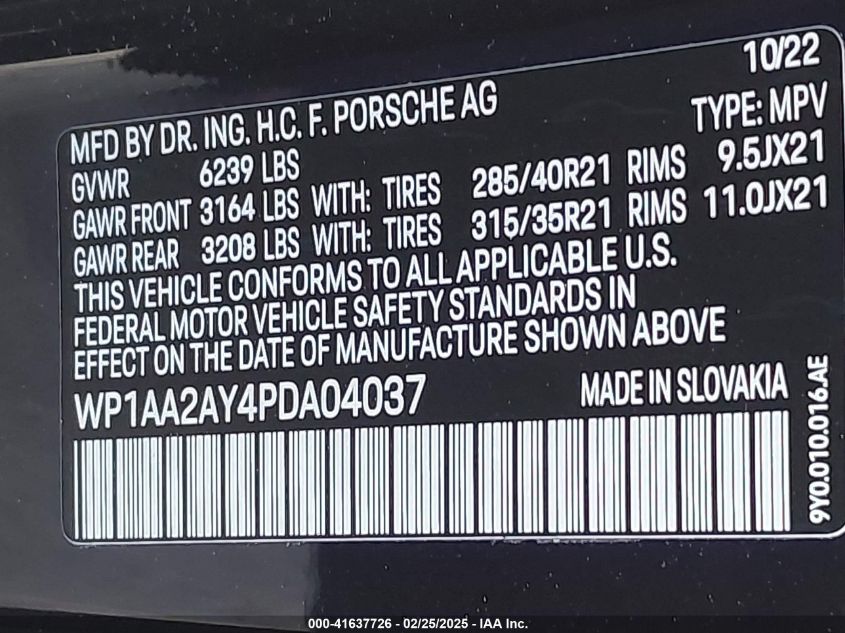 10/22
MFD BY DR. ING. H.C. F. PORSCHE AG TYPE: MPV
GVWR 6239 LBS
GAWR FRONT 3164 LBS WITH: TIRES 285/40R21 RIMS 9.5JX21
GAWR REAR 3208 LBS WITH: TIRES 315/35R21 RIMS 11.0JX21
THIS VEHICLE CONFORMS TO ALL APPLICABLE U.S.
FEDERAL MOTOR VEHICLE SAFETY STANDARDS IN
EFFECT ON THE DATE OF MANUFACTURE SHOWN ABOVE
WP1AA2AY4PDA04037 MADE IN SLOVAKIA
9Y0.010.016.AE
000-41637726 - 02/25/2025 - IAA Inc.